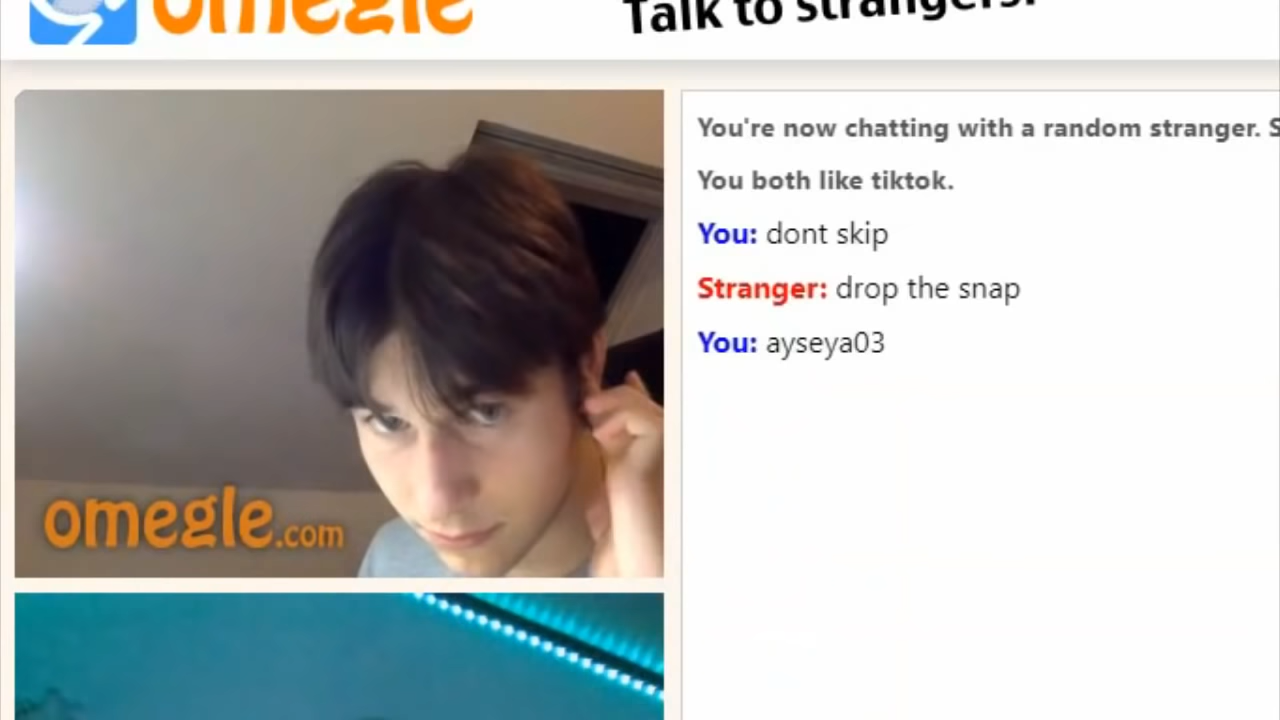 omegle
Talk to strangers!
You're now chatting with a random stranger. S
You both like tiktok.
You: dont skip
Stranger: drop the snap
You: ayseya03
omegle.com